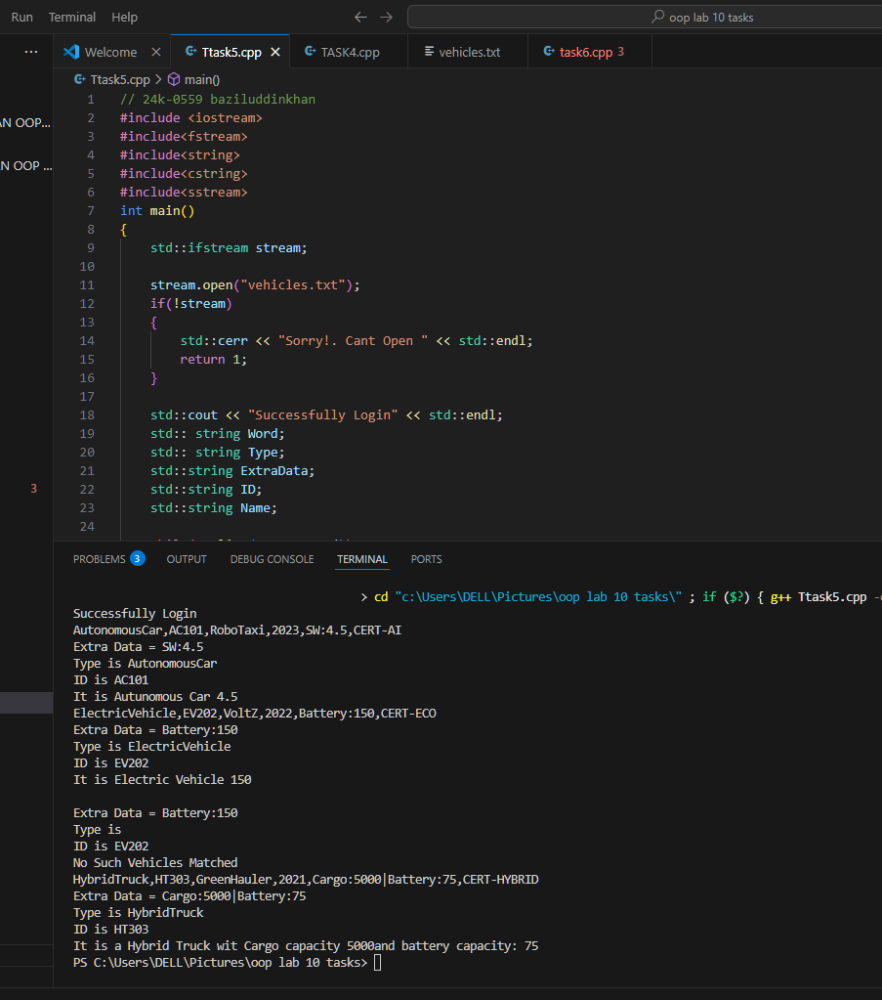 Run Terminal Help
oop lab 10 tasks
Welcome Ttask5.cpp TASK4.cpp vehicles.txt task6.cpp 3
Ttask5.cpp > main()
AN OOP...
N OOP ...
3
1 // 24k-0559 baziluddinkhan
2 #include <iostream>
3 #include<fstream>
4 #include<string>
5 #include<cstring>
6 #include<sstream>
7 int main()
8 {
9 std::ifstream stream;
10
11 stream.open("vehicles.txt");
12 if(!stream)
13 {
14 std::cerr << "Sorry!. Cant Open " << std::endl;
15 return 1;
16 }
17
18 std::cout << "Successfully Login" << std::endl;
19 std:: string Word;
20 std:: string Type;
21 std::string ExtraData;
22 std::string ID;
23 std::string Name;
24
PROBLEMS 3 OUTPUT DEBUG CONSOLE TERMINAL PORTS
> cd "c:\Users\DELL\Pictures\oop lab 10 tasks\" ; if ($?) { g++ Ttask5.cpp -
Successfully Login
AutonomousCar,AC101,RoboTaxi,2023,SW:4.5,CERT-AI
Extra Data = SW:4.5
Type is AutonomousCar
ID is AC101
It is Autunomous Car 4.5
ElectricVehicle,EV202,VoltZ,2022,Battery:150,CERT-ECO
Extra Data = Battery:150
Type is ElectricVehicle
ID is EV202
It is Electric Vehicle 150
Extra Data = Battery:150
Type is
ID is EV202
No Such Vehicles Matched
HybridTruck,HT303,GreenHauler,2021,Cargo:5000|Battery:75,CERT-HYBRID
Extra Data = Cargo:5000|Battery:75
Type is HybridTruck
ID is HT303
It is a Hybrid Truck wit Cargo capacity 5000and battery capacity: 75
PS C:\Users\DELL\Pictures\oop lab 10 tasks>